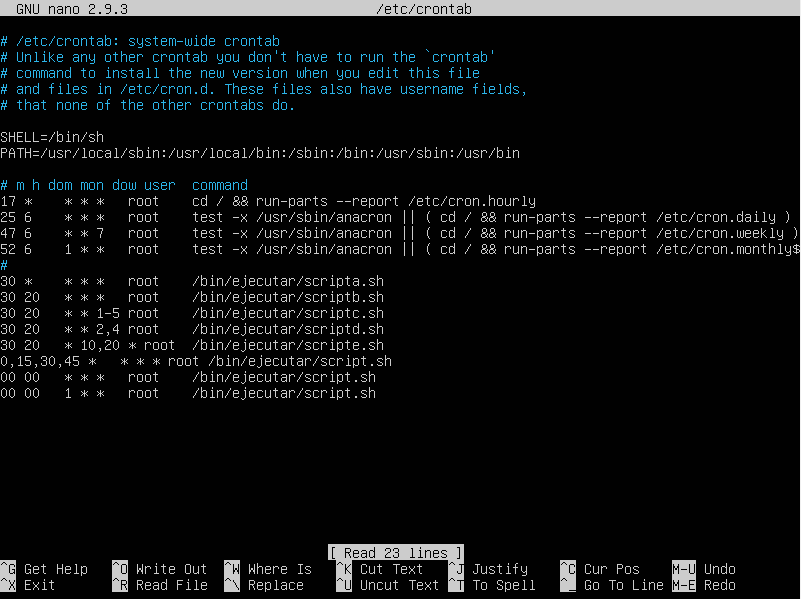 GNU nano 2.9.3 /etc/crontab
# /etc/crontab: system-wide crontab
# Unlike any other crontab you don't have to run the `crontab'
# command to install the new version when you edit this file
# and files in /etc/cron.d. These files also have username fields,
# that none of the other crontabs do.
SHELL=/bin/sh
PATH=/usr/local/sbin:/usr/local/bin:/sbin:/bin:/usr/sbin:/usr/bin
# m h dom mon dow user  command
17 *    * * *   root    cd / && run-parts --report /etc/cron.hourly
25 6    * * *   root    test -x /usr/sbin/anacron || ( cd / && run-parts --report /etc/cron.daily )
47 6    * * 7   root    test -x /usr/sbin/anacron || ( cd / && run-parts --report /etc/cron.weekly )
52 6    1 * *   root    test -x /usr/sbin/anacron || ( cd / && run-parts --report /etc/cron.monthly$
#
30 *    * * *   root    /bin/ejecutar/scripta.sh
30 20   * * *   root    /bin/ejecutar/scriptb.sh
30 20   * * 1-5 root    /bin/ejecutar/scriptc.sh
30 20   * * 2,4 root    /bin/ejecutar/scriptd.sh
30 20   * 10,20 * root  /bin/ejecutar/scripte.sh
0,15,30,45 *   * * * root /bin/ejecutar/script.sh
00 00   * * *   root    /bin/ejecutar/script.sh
00 00   1 * *   root    /bin/ejecutar/script.sh
[ Read 23 lines ]
^G Get Help ^O Write Out ^W Where Is ^K Cut Text ^J Justify ^C Cur Pos M-U Undo
^X Exit ^R Read File ^\ Replace ^U Uncut Text ^T To Spell ^_ Go To Line M-E Redo